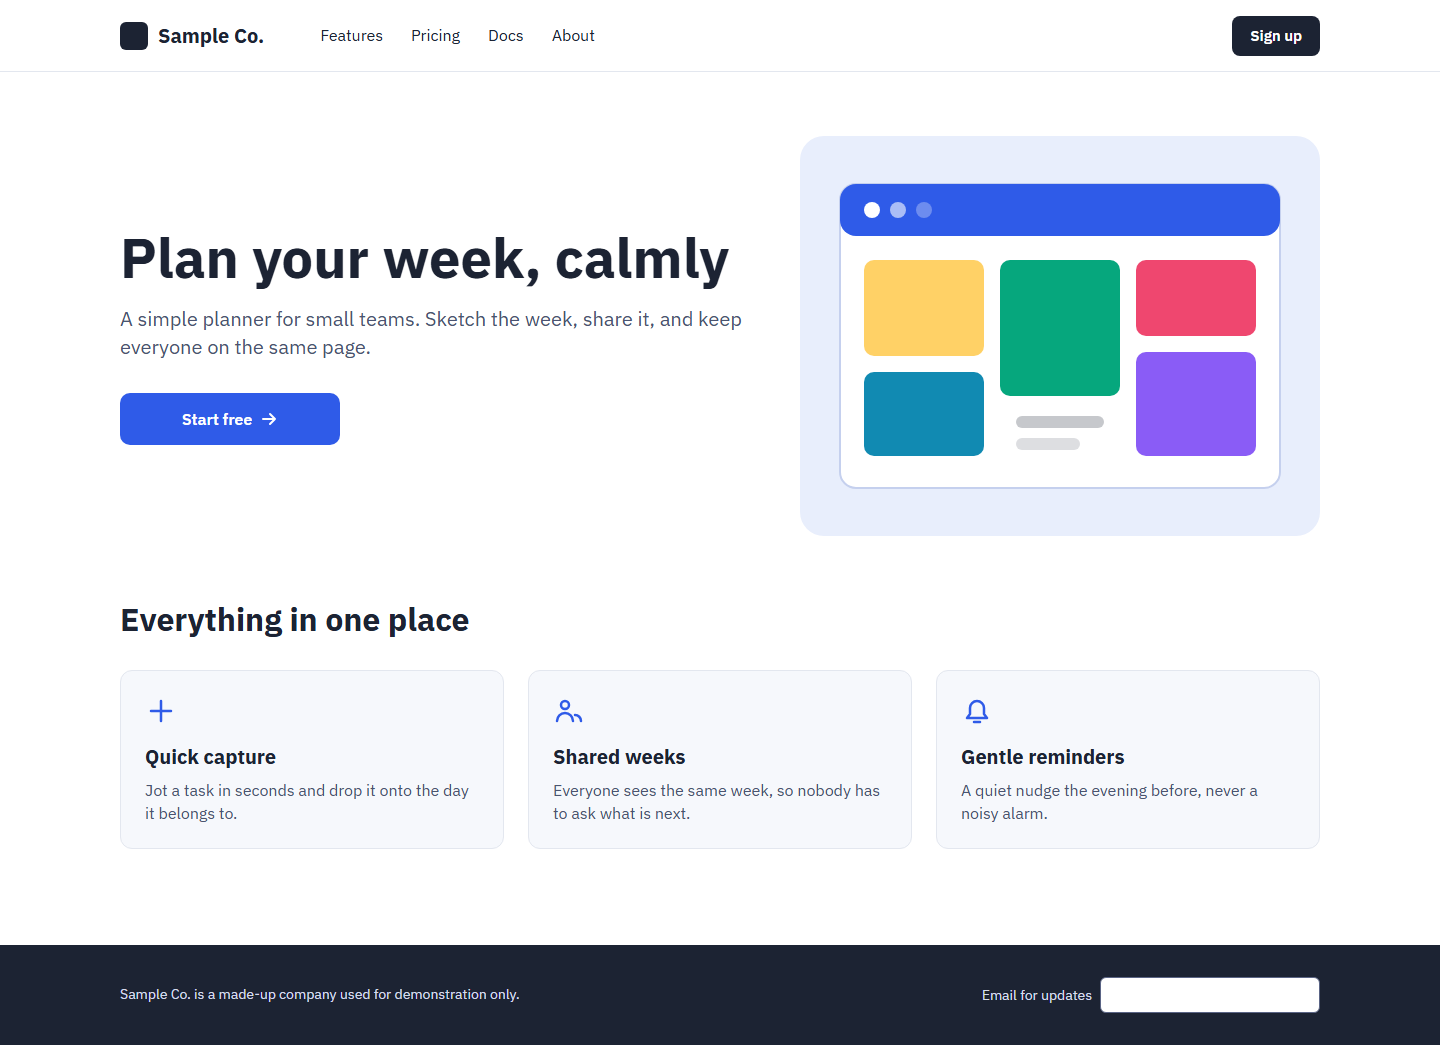 Sample Co.
Features
Pricing
Docs
About
Sign up
Plan your week, calmly
A simple planner for small teams. Sketch the week, share it, and keep
everyone on the same page.
Start free
Everything in one place
Quick capture
Jot a task in seconds and drop it onto the day
it belongs to.
Shared weeks
Everyone sees the same week, so nobody has
to ask what is next.
Gentle reminders
A quiet nudge the evening before, never a
noisy alarm.
Sample Co. is a made-up company used for demonstration only.
Email for updates